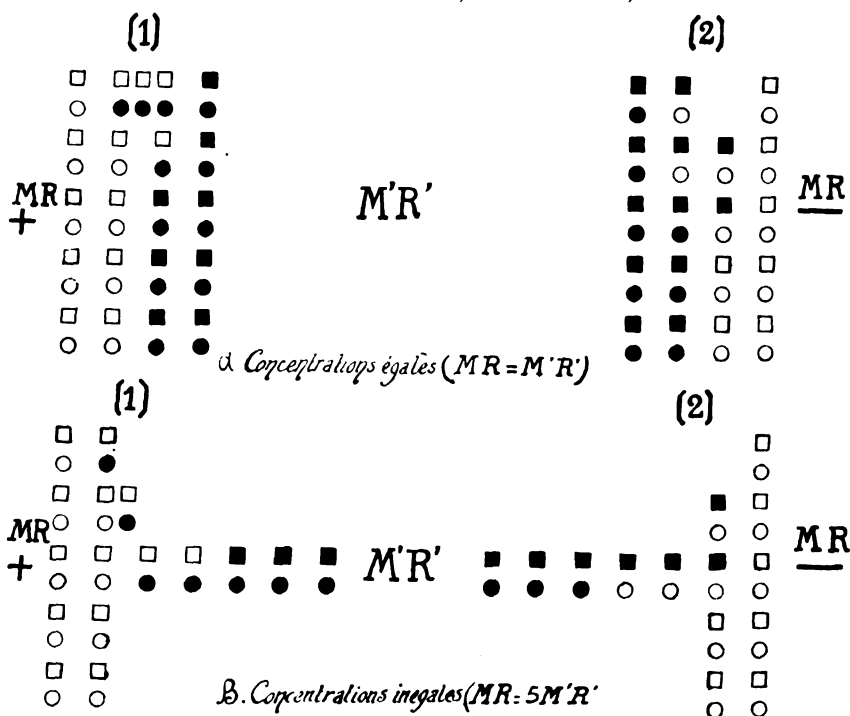 (1) (2)
MR + M'R' MR −
a Concentrations égales (MR = M'R')
(1) (2)
MR + M'R' MR −
B. Concentrations inegales (MR = 5M'R'